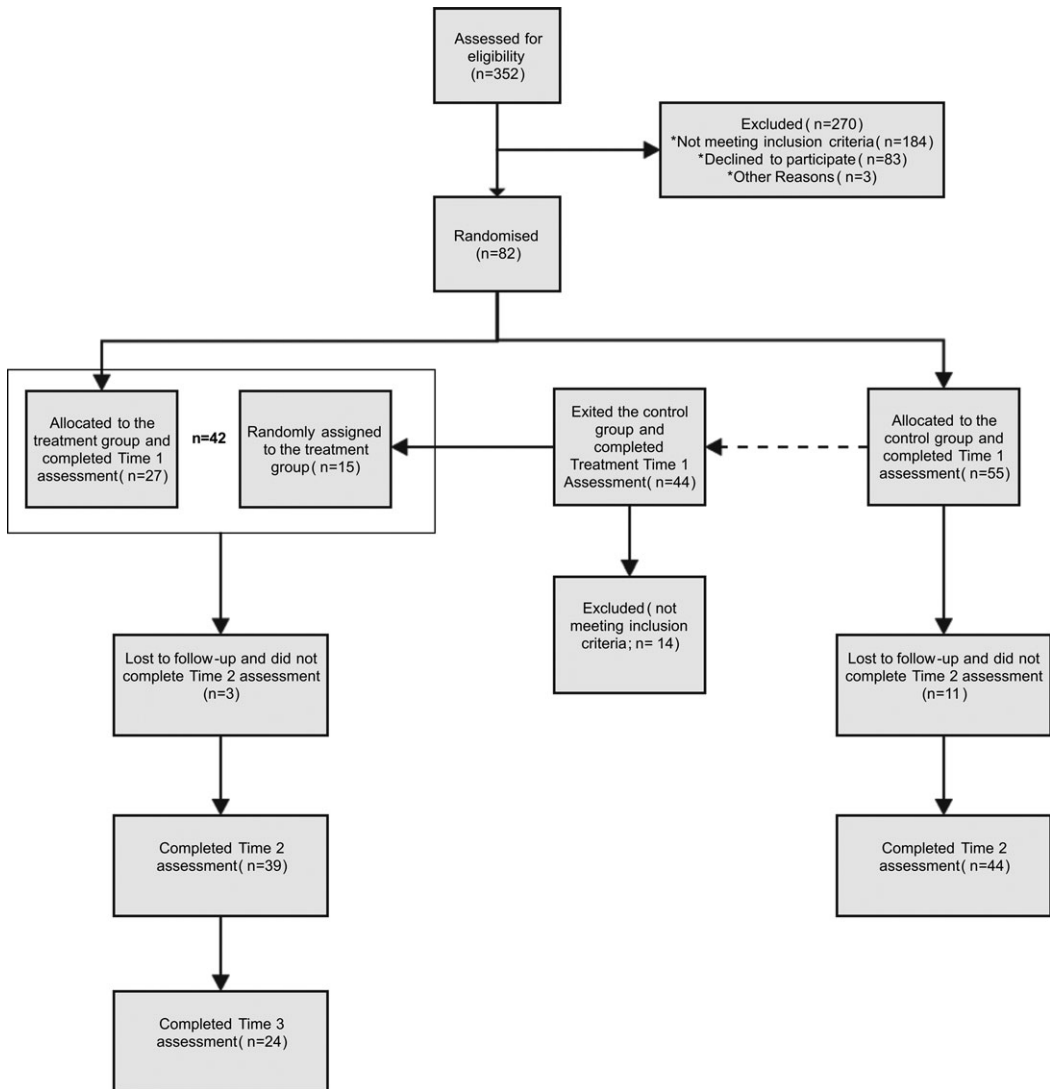 Assessed for
eligibility
(n=352)
Excluded( n=270)
*Not meeting inclusion criteria( n=184)
*Declined to participate( n=83)
*Other Reasons( n=3)
Randomised
(n=82)
Allocated to the
treatment group and
completed Time 1
assessment( n=27)
n=42
Randomly assigned
to the treatment
group( n=15)
Exited the control
group and
completed
Treatment Time 1
Assessment( n=44)
Allocated to the
control group and
completed Time 1
assessment( n=55)
Excluded( not
meeting inclusion
criteria; n= 14)
Lost to follow-up and did not
complete Time 2 assessment
(n=3)
Lost to follow-up and did not
complete Time 2 assessment
(n=11)
Completed Time 2
assessment( n=39)
Completed Time 2
assessment( n=44)
Completed Time 3
assessment( n=24)